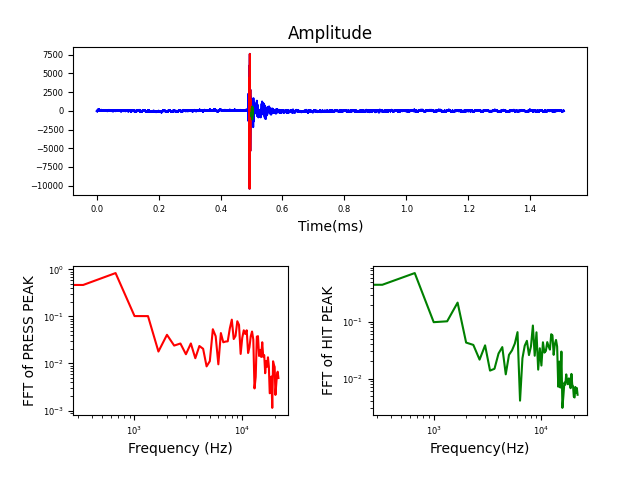 Amplitude
7500
5000
2500
0
−2500
−5000
−7500
−10000
0.0 0.2 0.4 0.6 0.8 1.0 1.2 1.4
Time(ms)
FFT of PRESS PEAK
10⁰
10⁻¹
10⁻²
10⁻³
10³ 10⁴
Frequency (Hz)
FFT of HIT PEAK
10⁻¹
10⁻²
10³ 10⁴
Frequency(Hz)